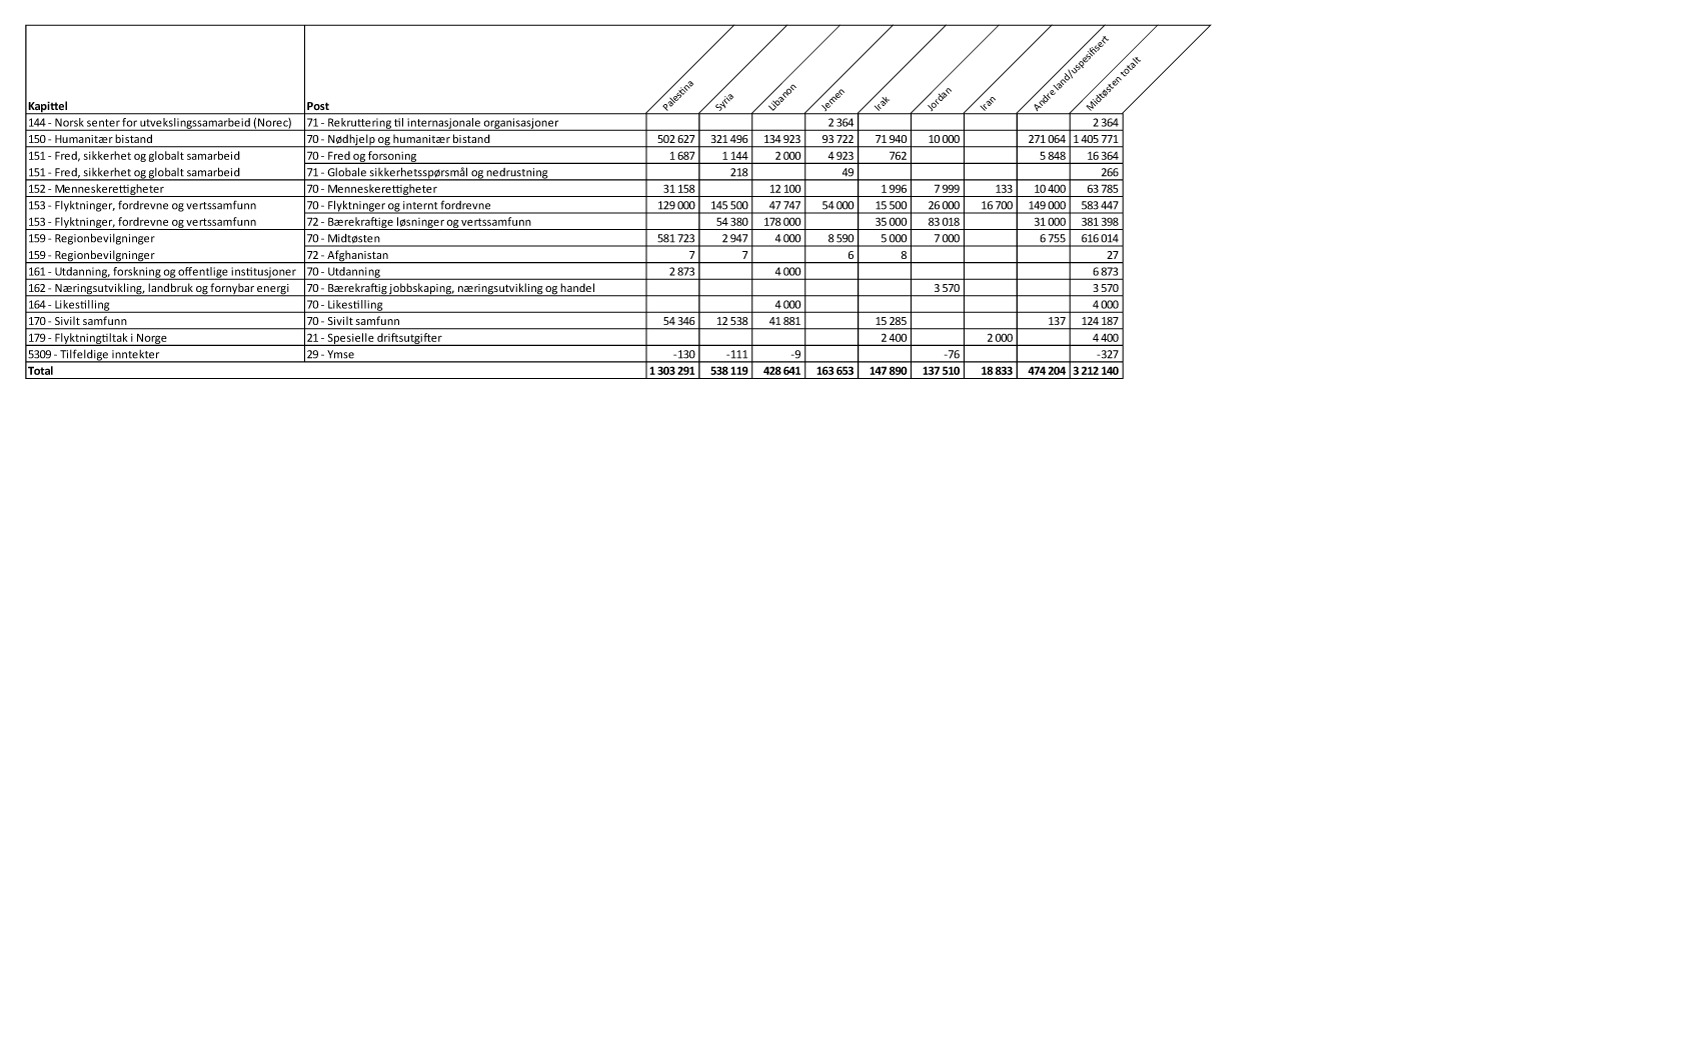 Kapittel Post Palestina Syria Libanon Jemen Irak Jordan Iran Andre land/uspesifisert Midtøsten totalt
144 - Norsk senter for utvekslingssamarbeid (Norec) 71 - Rekruttering til internasjonale organisasjoner 2 364 2 364
150 - Humanitær bistand 70 - Nødhjelp og humanitær bistand 502 627 321 496 134 923 93 722 71 940 10 000 271 064 1 405 771
151 - Fred, sikkerhet og globalt samarbeid 70 - Fred og forsoning 1 687 1 144 2 000 4 923 762 5 848 16 364
151 - Fred, sikkerhet og globalt samarbeid 71 - Globale sikkerhetsspørsmål og nedrustning 218 49 266
152 - Menneskerettigheter 70 - Menneskerettigheter 31 158 12 100 1 996 7 999 133 10 400 63 785
153 - Flyktninger, fordrevne og vertssamfunn 70 - Flyktninger og internt fordrevne 129 000 145 500 47 747 54 000 15 500 26 000 16 700 149 000 583 447
153 - Flyktninger, fordrevne og vertssamfunn 72 - Bærekraftige løsninger og vertssamfunn 54 380 178 000 35 000 83 018 31 000 381 398
159 - Regionbevilgninger 70 - Midtøsten 581 723 2 947 4 000 8 590 5 000 7 000 6 755 616 014
159 - Regionbevilgninger 72 - Afghanistan 7 7 6 8 27
161 - Utdanning, forskning og offentlige institusjoner 70 - Utdanning 2 873 4 000 6 873
162 - Næringsutvikling, landbruk og fornybar energi 70 - Bærekraftig jobbskaping, næringsutvikling og handel 3 570 3 570
164 - Likestilling 70 - Likestilling 4 000 4 000
170 - Sivilt samfunn 70 - Sivilt samfunn 54 346 12 538 41 881 15 285 137 124 187
179 - Flyktningtiltak i Norge 21 - Spesielle driftsutgifter 2 400 2 000 4 400
5309 - Tilfeldige inntekter 29 - Ymse -130 -111 -9 -76 -327
Total 1 303 291 538 119 428 641 163 653 147 890 137 510 18 833 474 204 3 212 140